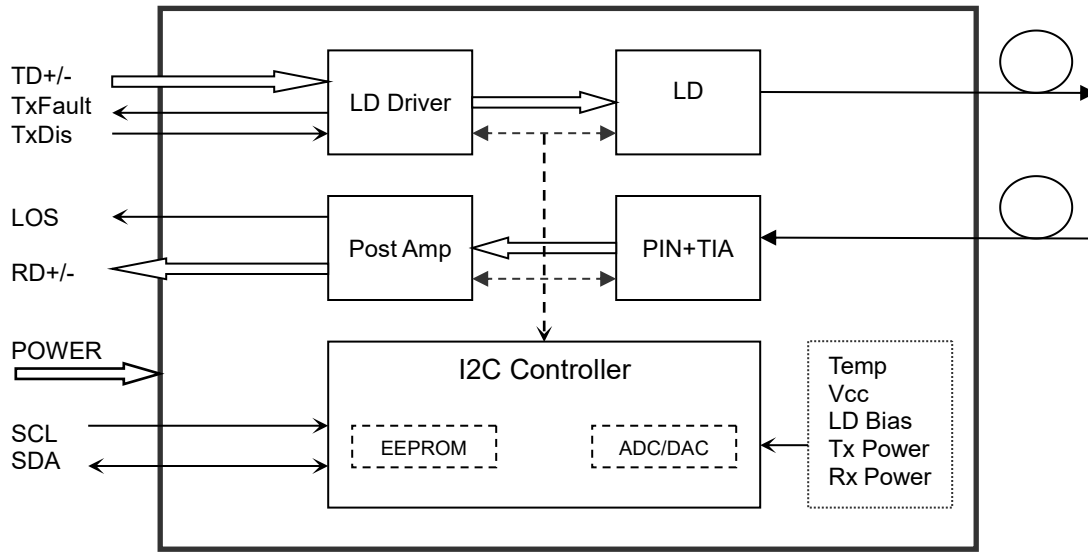 TD+/-
TxFault
TxDis
LD Driver
LD
LOS
RD+/-
Post Amp
PIN+TIA
POWER
SCL
SDA
I2C Controller
EEPROM
ADC/DAC
Temp
Vcc
LD Bias
Tx Power
Rx Power